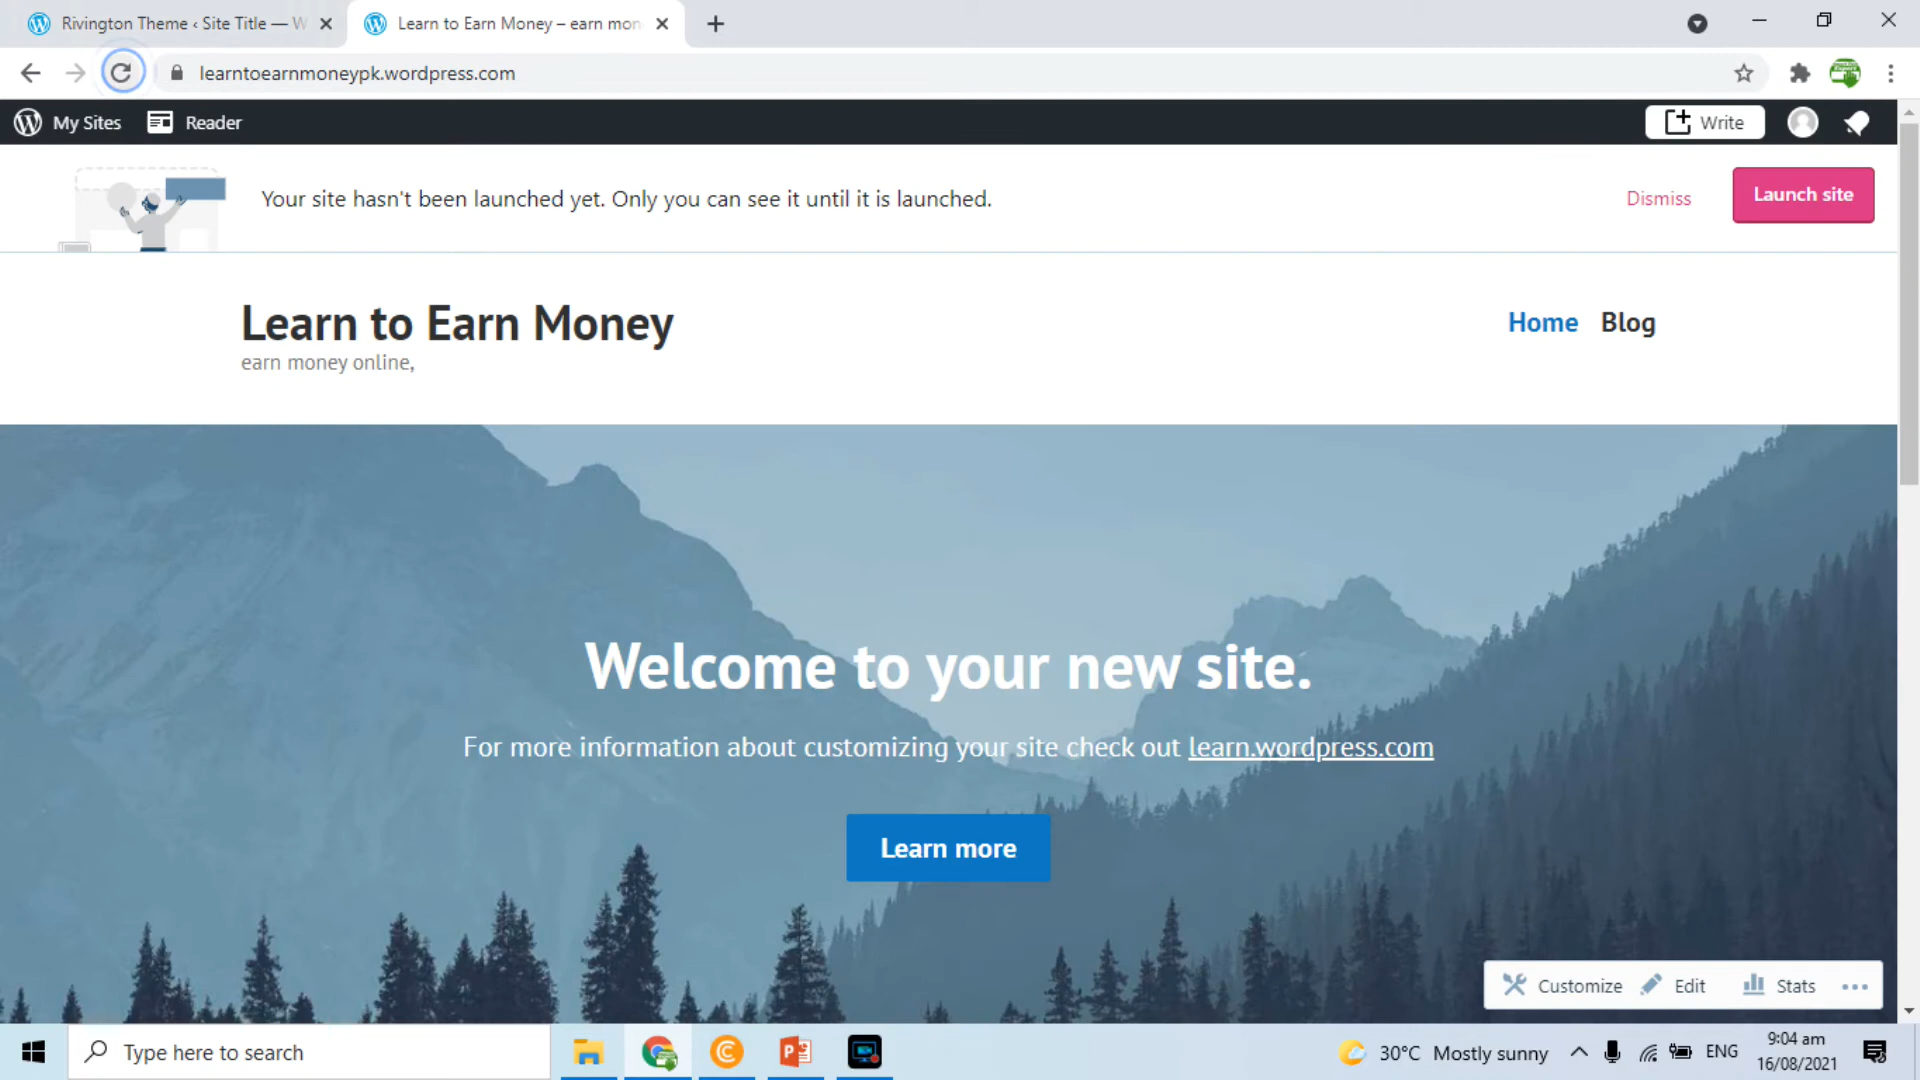 Rivington Theme ‹ Site Title — W
Learn to Earn Money – earn mon
learntoearnmoneypk.wordpress.com
My Sites
Reader
Write
Your site hasn't been launched yet. Only you can see it until it is launched.
Dismiss
Launch site
Learn to Earn Money
earn money online,
Home
Blog
Welcome to your new site.
For more information about customizing your site check out learn.wordpress.com
Learn more
Customize
Edit
Stats
Type here to search
30°C Mostly sunny
ENG
9:04 am
16/08/2021